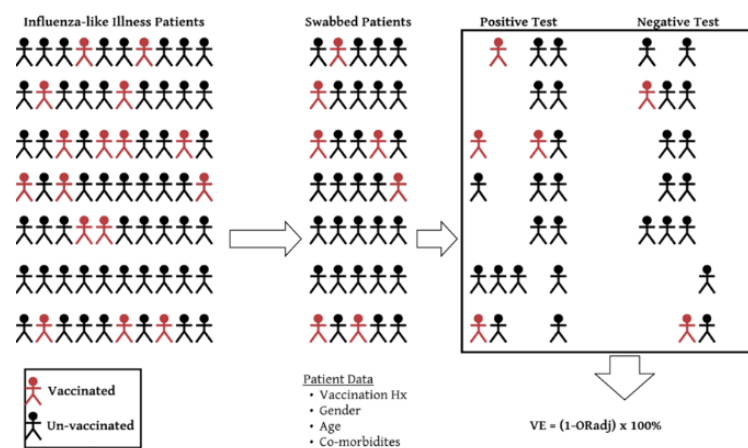 Influenza-like Illness Patients
Swabbed Patients
Positive Test
Negative Test
Vaccinated
Un-vaccinated
Patient Data
• Vaccination Hx
• Gender
• Age
• Co-morbidites
VE = (1-ORadj) x 100%